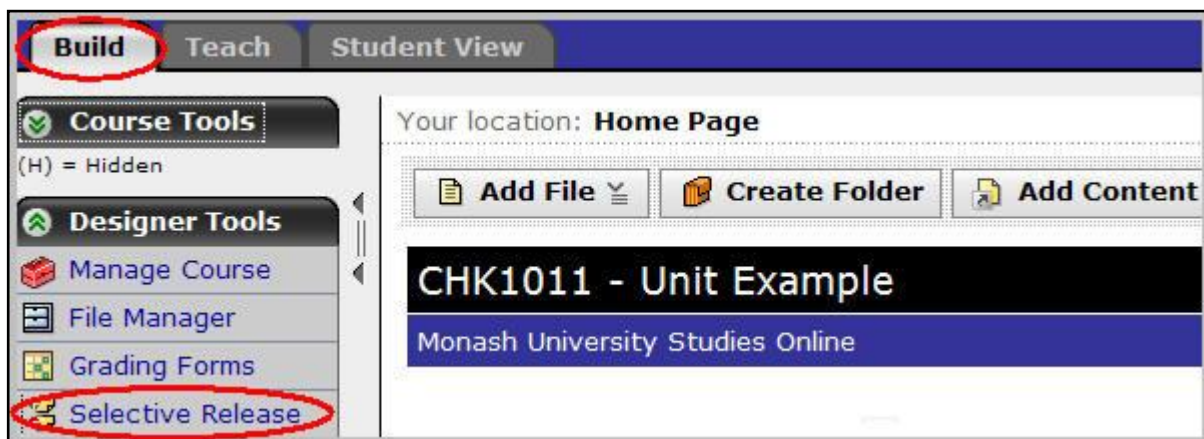 Build Teach Student View
Course Tools
(H) = Hidden
Designer Tools
Manage Course
File Manager
Grading Forms
Selective Release
Your location: Home Page
Add File Create Folder Add Content
CHK1011 - Unit Example
Monash University Studies Online